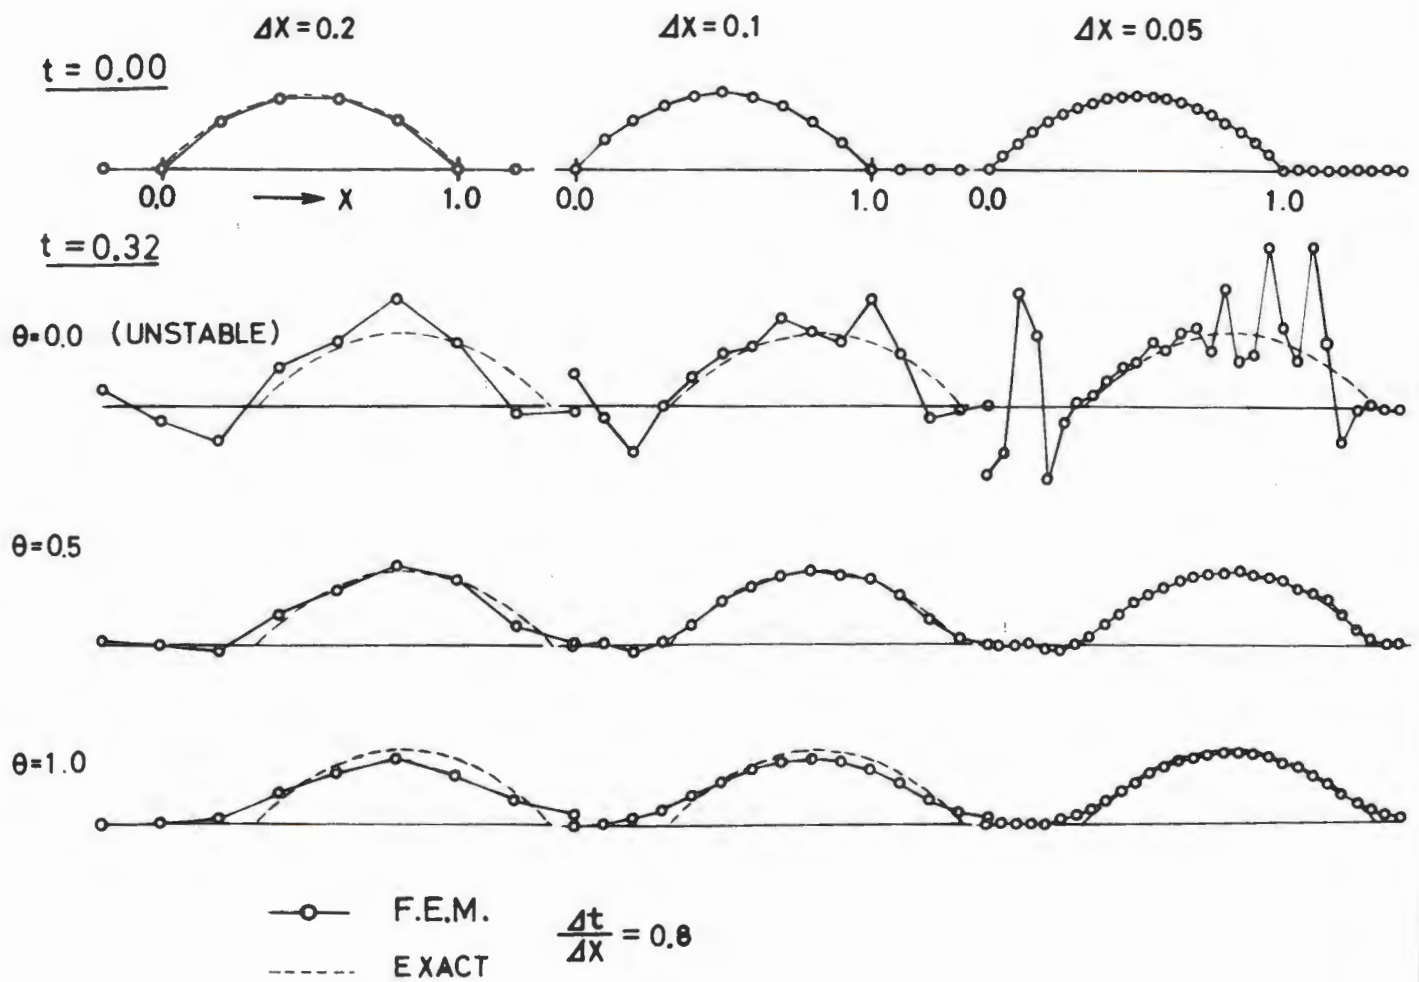 ΔX=0.2 ΔX=0.1 ΔX=0.05
t = 0.00
0.0 → X 1.0 0.0 1.0 0.0 1.0
t = 0.32
θ=0.0 (UNSTABLE)
θ=0.5
θ=1.0
F.E.M. Δt/ΔX = 0.8
EXACT